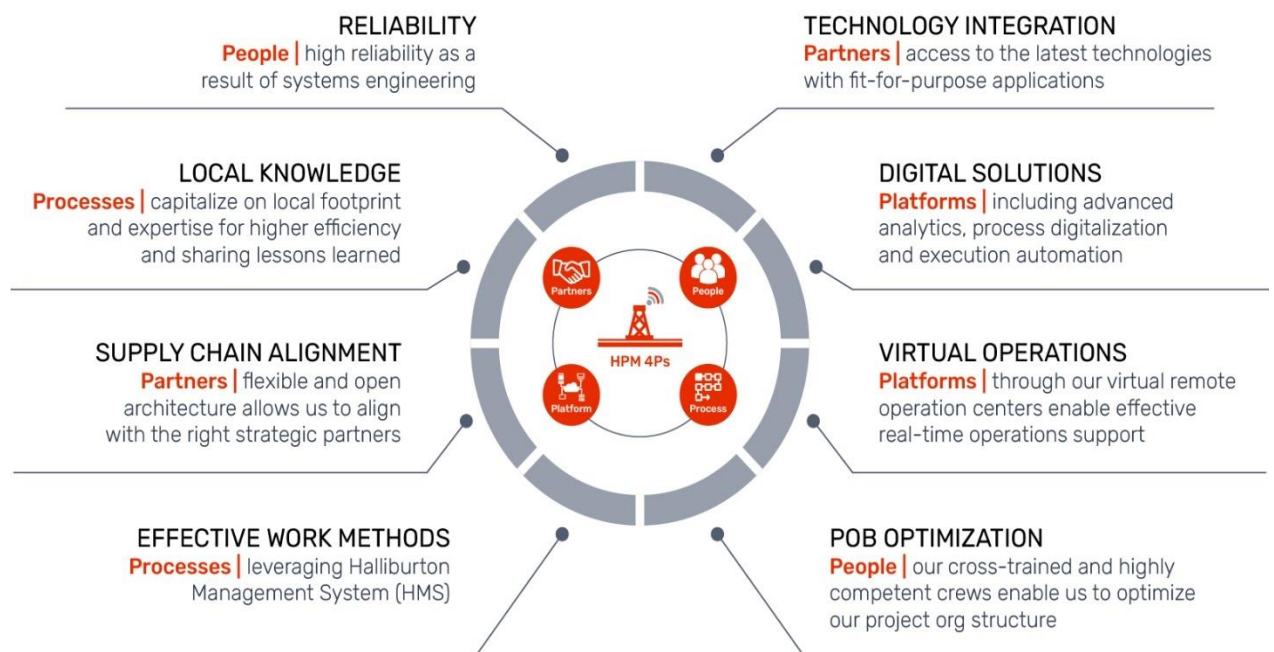 RELIABILITY
People | high reliability as a
result of systems engineering
LOCAL KNOWLEDGE
Processes | capitalize on local footprint
and expertise for higher efficiency
and sharing lessons learned
SUPPLY CHAIN ALIGNMENT
Partners | flexible and open
architecture allows us to align
with the right strategic partners
EFFECTIVE WORK METHODS
Processes | leveraging Halliburton
Management System (HMS)
Partners
People
HPM 4Ps
Platform
Process
TECHNOLOGY INTEGRATION
Partners | access to the latest technologies
with fit-for-purpose applications
DIGITAL SOLUTIONS
Platforms | including advanced
analytics, process digitalization
and execution automation
VIRTUAL OPERATIONS
Platforms | through our virtual remote
operation centers enable effective
real-time operations support
POB OPTIMIZATION
People | our cross-trained and highly
competent crews enable us to optimize
our project org structure